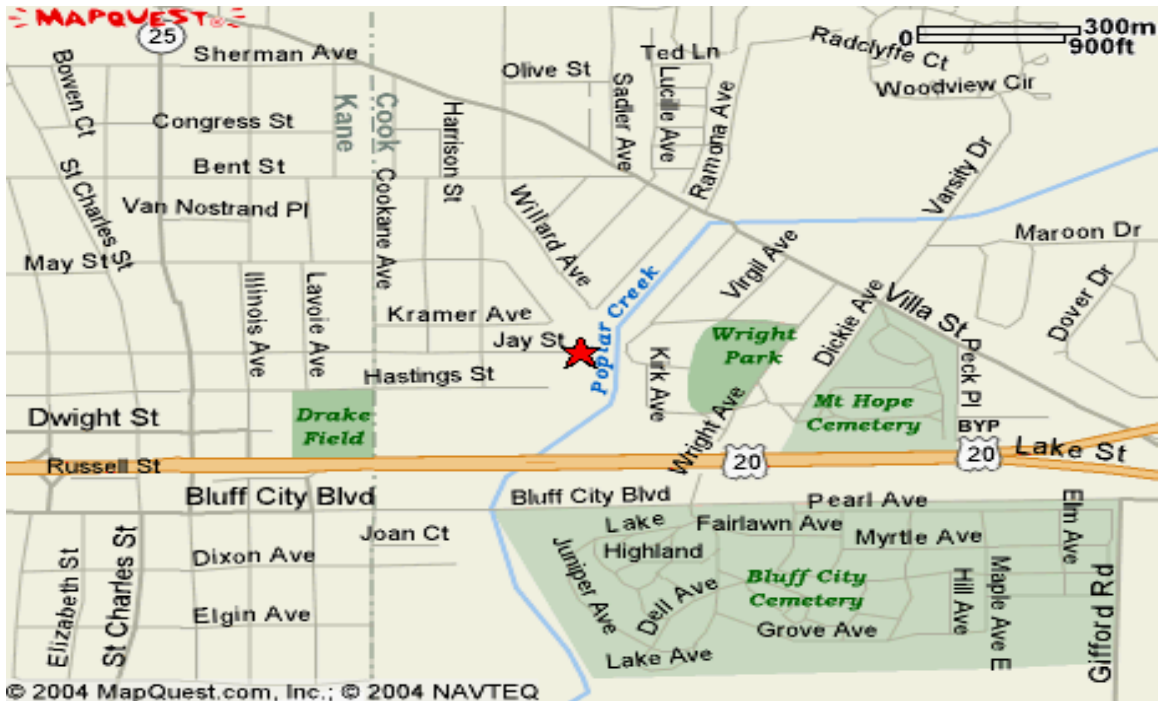 MAPQUEST®
25
Sherman Ave
Bowen Ct
Congress St
Kane
Cook
Bent St
St Charles St
Van Nostrand Pl
May St
Illinois Ave
Lavoie Ave
Cookane Ave
Harrison St
Olive St
Ted Ln
Sadler Ave
Lucille Ave
Ramona Ave
0
300m
900ft
Radclyffe Ct
Woodview Cir
Varsity Dr
Maroon Dr
Dover Dr
Willard Ave
Poplar Creek
Virgil Ave
Kramer Ave
Jay St
Hastings St
Kirk Ave
Wright
Park
Dickie Ave
Villa St
Peck Pl
Mt Hope
Cemetery
Wright Ave
Dwight St
Drake
Field
Russell St
20
BYP
20
Lake St
Bluff City Blvd
Bluff City Blvd
Pearl Ave
Elm Ave
Joan Ct
Lake
Fairlawn Ave
Myrtle Ave
Highland
Juniper Ave
Dell Ave
Bluff City
Cemetery
Hill Ave
Maple Ave E
Gifford Rd
Dixon Ave
Elizabeth St
St Charles St
Elgin Ave
Grove Ave
Lake Ave
© 2004 MapQuest.com, Inc.; © 2004 NAVTEQ